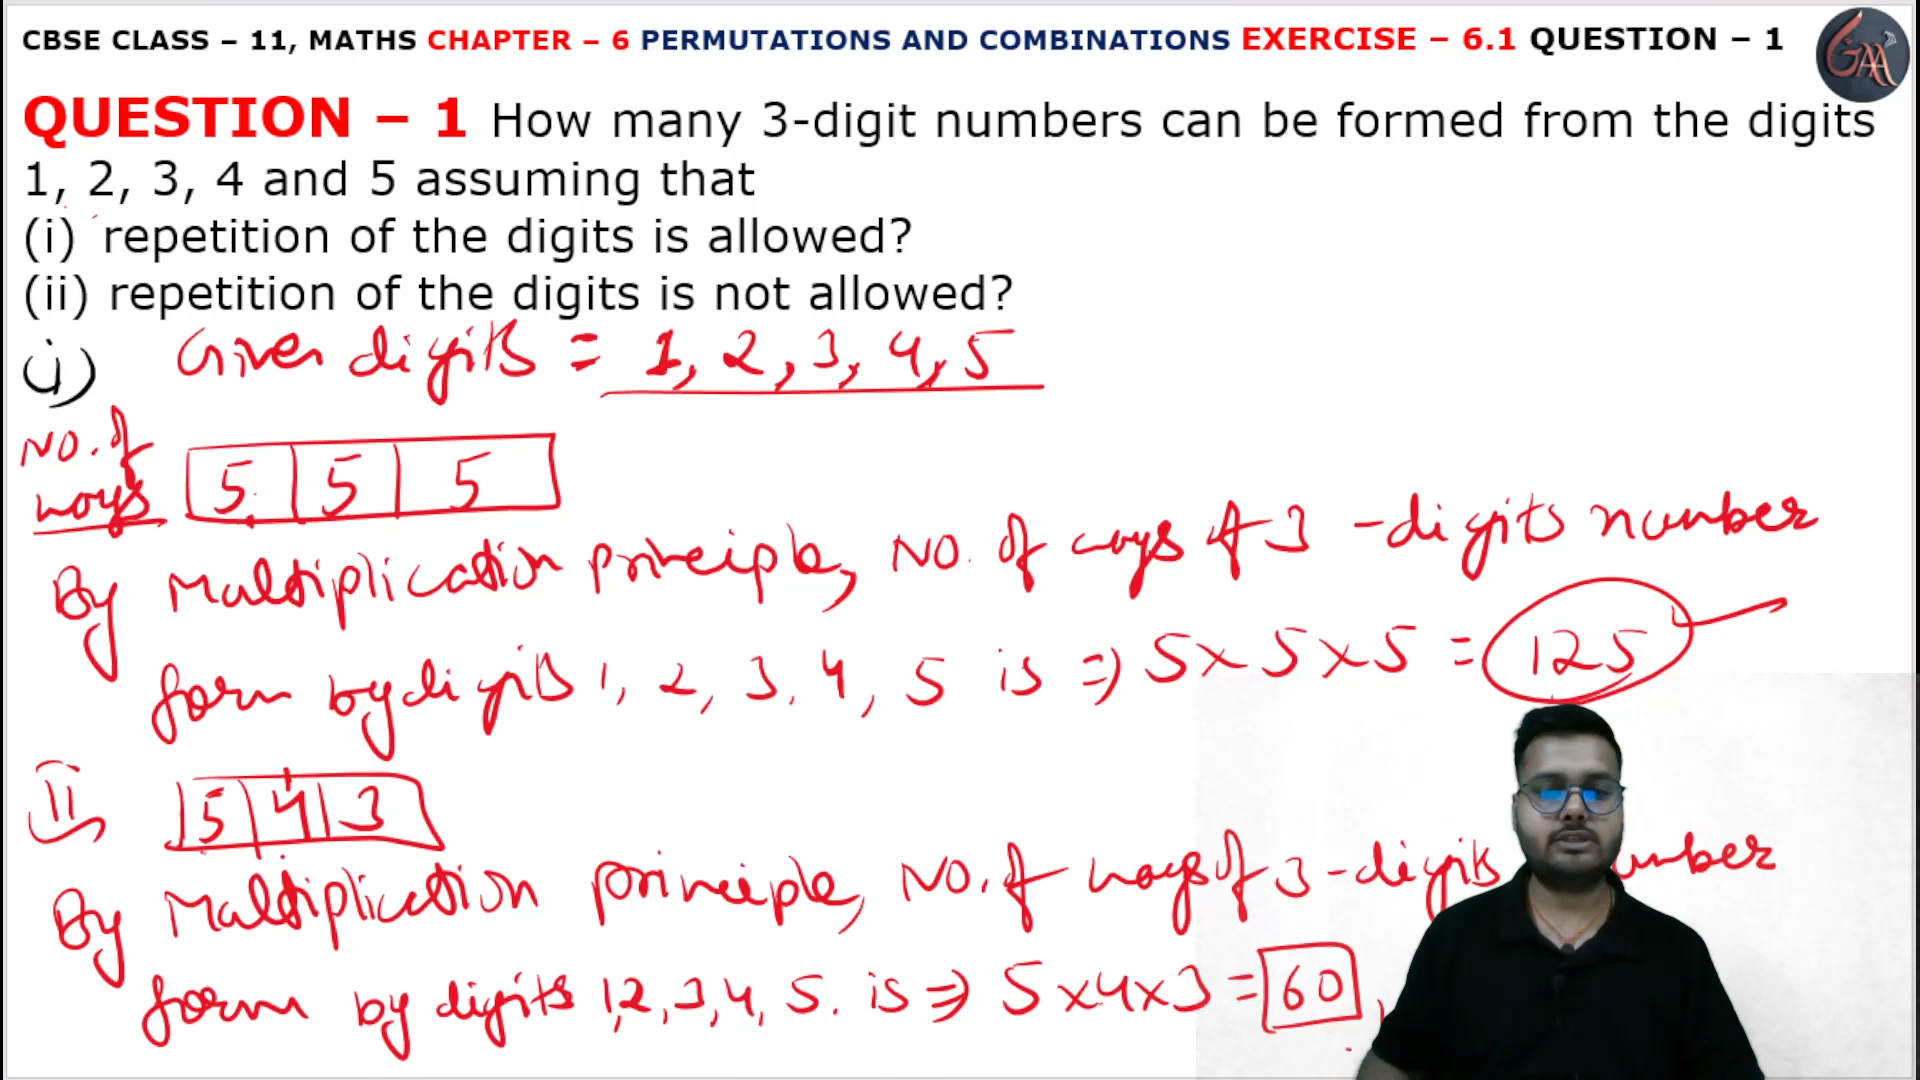 CBSE CLASS – 11, MATHS CHAPTER – 6 PERMUTATIONS AND COMBINATIONS EXERCISE – 6.1 QUESTION – 1
QUESTION – 1 How many 3-digit numbers can be formed from the digits
1, 2, 3, 4 and 5 assuming that
(i) repetition of the digits is allowed?
(ii) repetition of the digits is not allowed?
(i) Given digits = 1, 2, 3, 4, 5
NO. of
ways 5 5 5
By Multiplication principle, NO. of ways of 3 -digits number
form by digits 1, 2, 3, 4, 5 is ⇒ 5 × 5 × 5 = 125
ii) 5 4 3
By Multiplication principle, NO. of ways of 3-digits number
form by digits 1,2,3,4, 5. is ⇒ 5 ×4×3 = 60